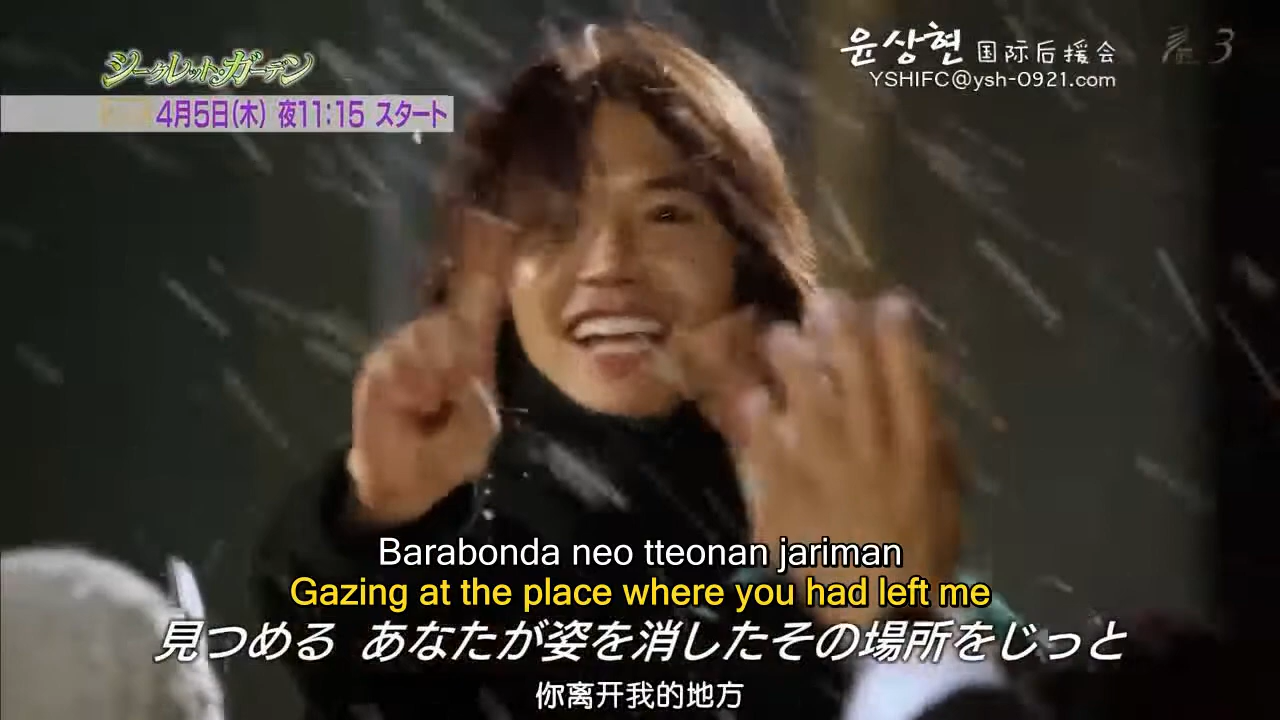 シークレット・ガーデン
4月5日(木) 夜11:15 スタート
윤상현 国际后援会
YSHIFC@ysh-0921.com
3
Barabonda neo tteonan jariman
Gazing at the place where you had left me
見つめる あなたが姿を消したその場所をじっと
你离开我的地方